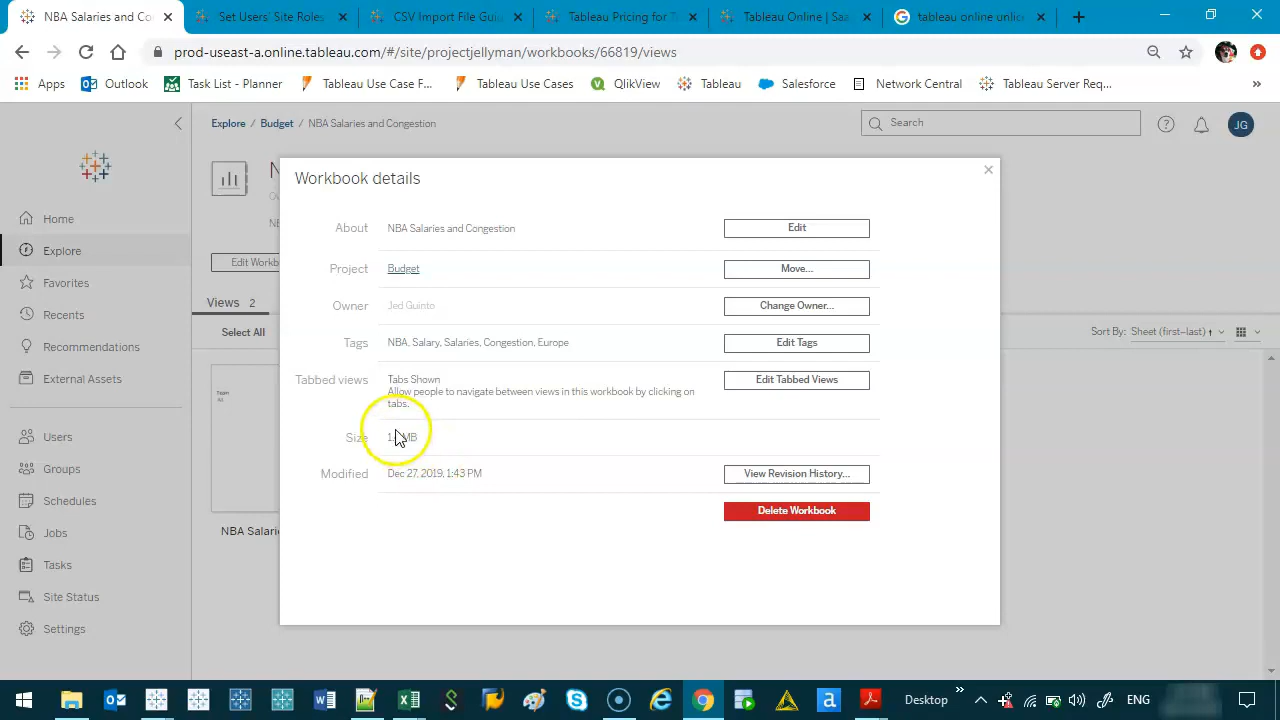 NBA Salaries and Co
Set Users' Site Roles
CSV Import File Guid
Tableau Pricing for T
Tableau Online | Saa
tableau online unlic
prod-useast-a.online.tableau.com/#/site/projectjellyman/workbooks/66819/views
Apps
Outlook
Task List - Planner
Tableau Use Case F...
Tableau Use Cases
QlikView
Tableau
Salesforce
Network Central
Tableau Server Req...
Explore / Budget / NBA Salaries and Congestion
Search
JG
Workbook details
About
NBA Salaries and Congestion
Edit
Project
Budget
Move...
Owner
Jed Guinto
Change Owner...
Tags
NBA, Salary, Salaries, Congestion, Europe
Edit Tags
Tabbed views
Tabs Shown
Allow people to navigate between views in this workbook by clicking on
tabs.
Edit Tabbed Views
Size
MB
Modified
Dec 27, 2019, 1:43 PM
View Revision History...
Delete Workbook
Home
Explore
Favorites
Recents
Recommendations
External Assets
Users
Groups
Schedules
Jobs
Tasks
Site Status
Settings
Edit Workb
Views 2
Select All
Sort By: Sheet (first–last)
NBA Salari
Desktop
ENG